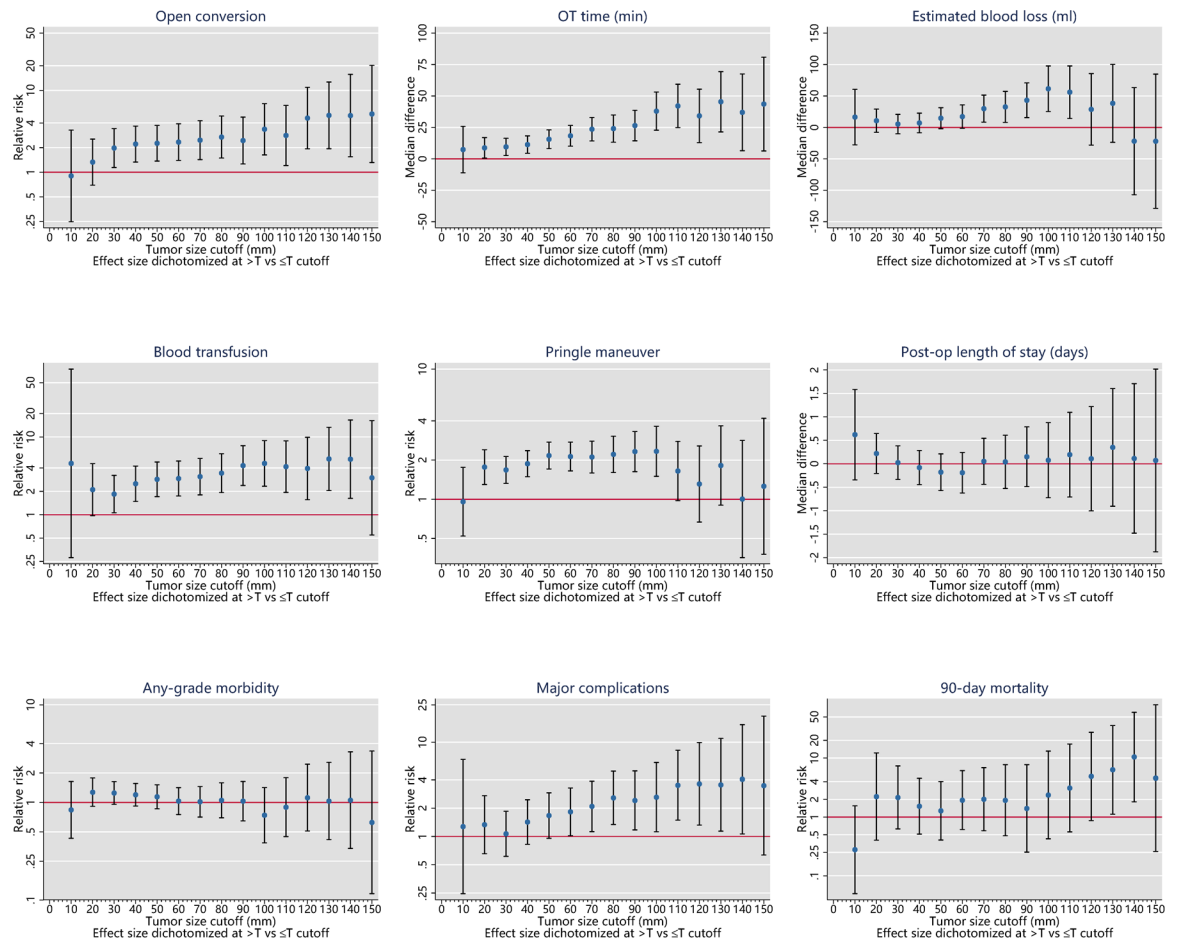 Open conversion
Relative risk
50
20
10
4
2
1
.5
.25
0 10 20 30 40 50 60 70 80 90 100 110 120 130 140 150
Tumor size cutoff (mm)
Effect size dichotomized at >T vs ≤T cutoff
OT time (min)
Median difference
100
75
50
25
0
-25
-50
0 10 20 30 40 50 60 70 80 90 100 110 120 130 140 150
Tumor size cutoff (mm)
Effect size dichotomized at >T vs ≤T cutoff
Estimated blood loss (ml)
Median difference
150
100
50
0
-50
-100
-150
0 10 20 30 40 50 60 70 80 90 100 110 120 130 140 150
Tumor size cutoff (mm)
Effect size dichotomized at >T vs ≤T cutoff
Blood transfusion
Relative risk
50
20
10
4
2
1
.5
.25
0 10 20 30 40 50 60 70 80 90 100 110 120 130 140 150
Tumor size cutoff (mm)
Effect size dichotomized at >T vs ≤T cutoff
Pringle maneuver
Relative risk
10
4
2
1
.5
0 10 20 30 40 50 60 70 80 90 100 110 120 130 140 150
Tumor size cutoff (mm)
Effect size dichotomized at >T vs ≤T cutoff
Post-op length of stay (days)
Median difference
2
1.5
1
.5
0
-.5
-1
-1.5
-2
0 10 20 30 40 50 60 70 80 90 100 110 120 130 140 150
Tumor size cutoff (mm)
Effect size dichotomized at >T vs ≤T cutoff
Any-grade morbidity
Relative risk
10
4
2
1
.5
.25
.1
0 10 20 30 40 50 60 70 80 90 100 110 120 130 140 150
Tumor size cutoff (mm)
Effect size dichotomized at >T vs ≤T cutoff
Major complications
Relative risk
25
10
4
2
1
.5
.25
0 10 20 30 40 50 60 70 80 90 100 110 120 130 140 150
Tumor size cutoff (mm)
Effect size dichotomized at >T vs ≤T cutoff
90-day mortality
Relative risk
50
20
10
4
2
1
.5
.25
.1
0 10 20 30 40 50 60 70 80 90 100 110 120 130 140 150
Tumor size cutoff (mm)
Effect size dichotomized at >T vs ≤T cutoff